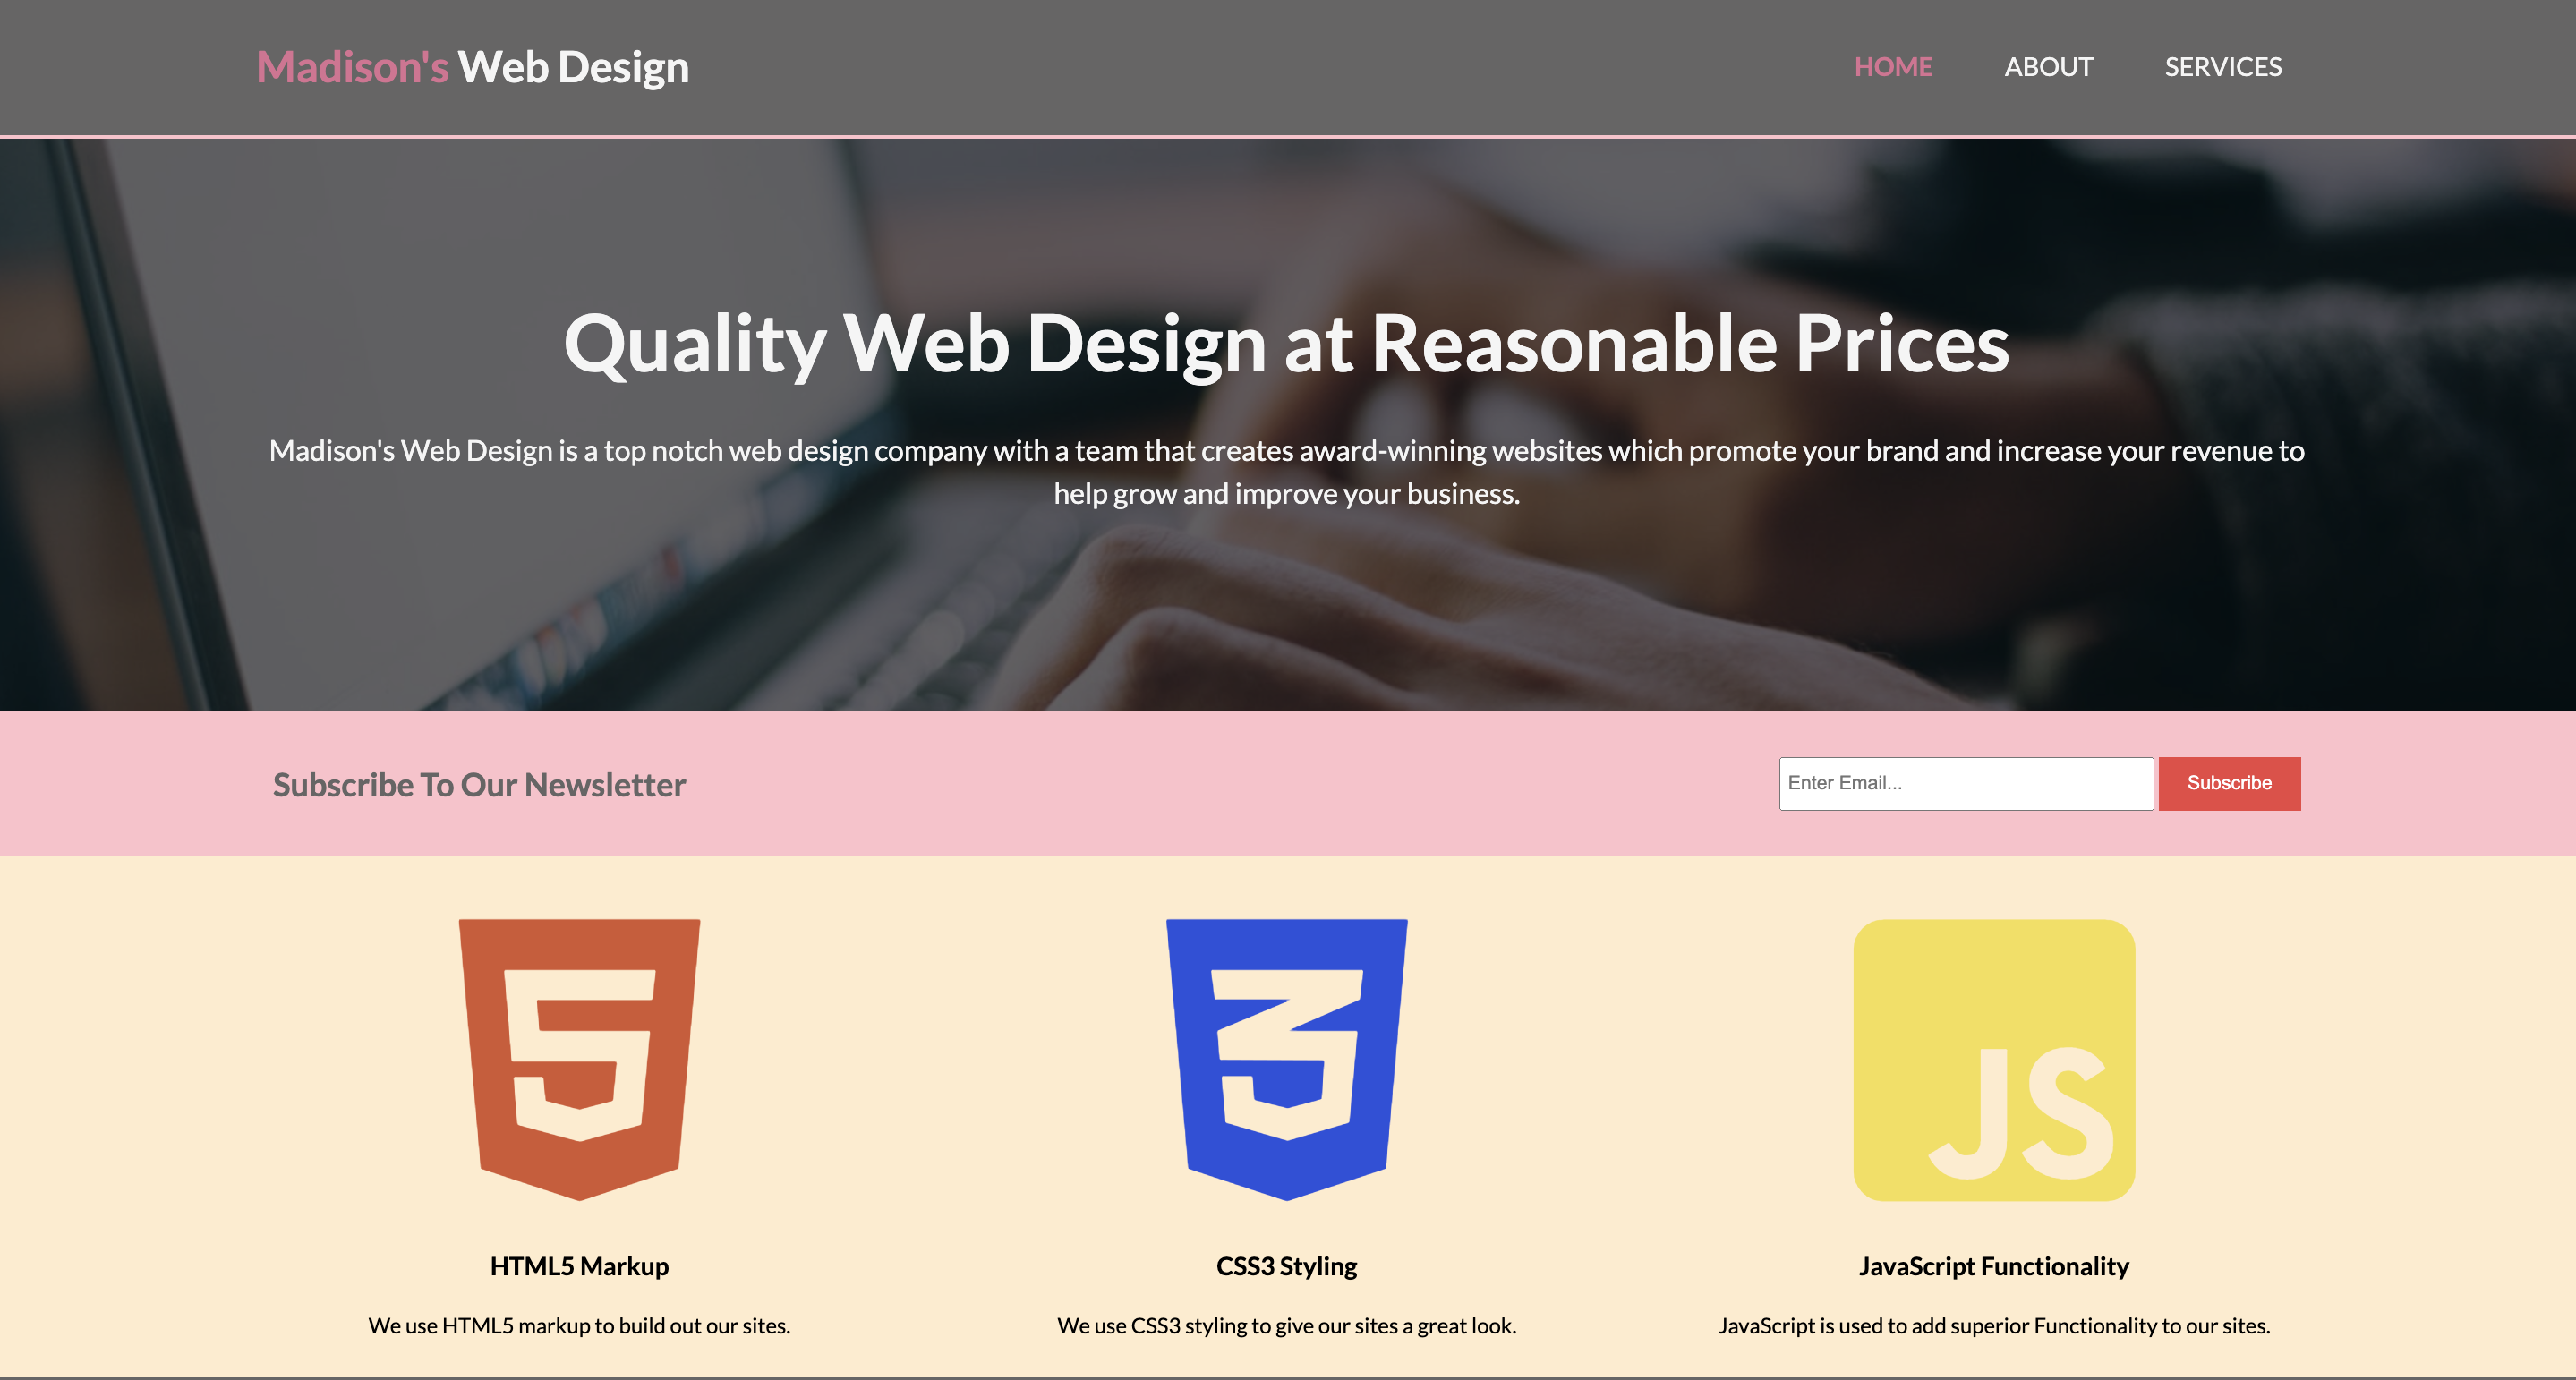 Madison's Web Design
HOME ABOUT SERVICES
Quality Web Design at Reasonable Prices
Madison's Web Design is a top notch web design company with a team that creates award-winning websites which promote your brand and increase your revenue to
help grow and improve your business.
Subscribe To Our Newsletter
Enter Email...
Subscribe
5
3
JS
HTML5 Markup
We use HTML5 markup to build out our sites.
CSS3 Styling
We use CSS3 styling to give our sites a great look.
JavaScript Functionality
JavaScript is used to add superior Functionality to our sites.